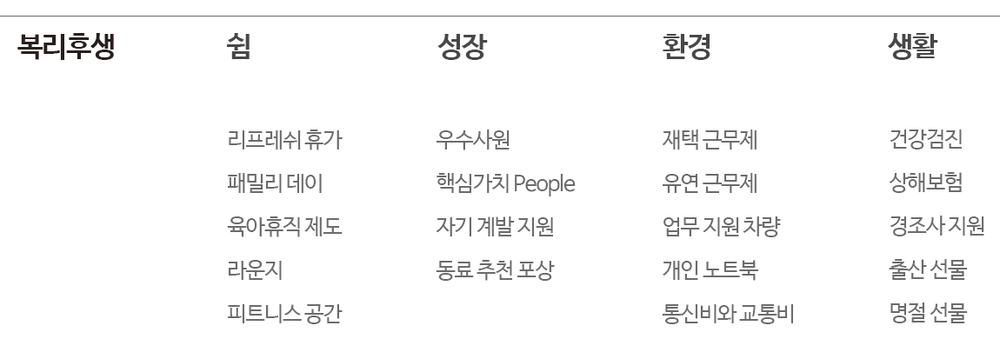 복리후생 쉼 성장 환경 생활
리프레쉬 휴가 우수사원 재택 근무제 건강검진
패밀리 데이 핵심가치 People 유연 근무제 상해보험
육아휴직 제도 자기 계발 지원 업무 지원 차량 경조사 지원
라운지 동료 추천 포상 개인 노트북 출산 선물
피트니스 공간 통신비와 교통비 명절 선물